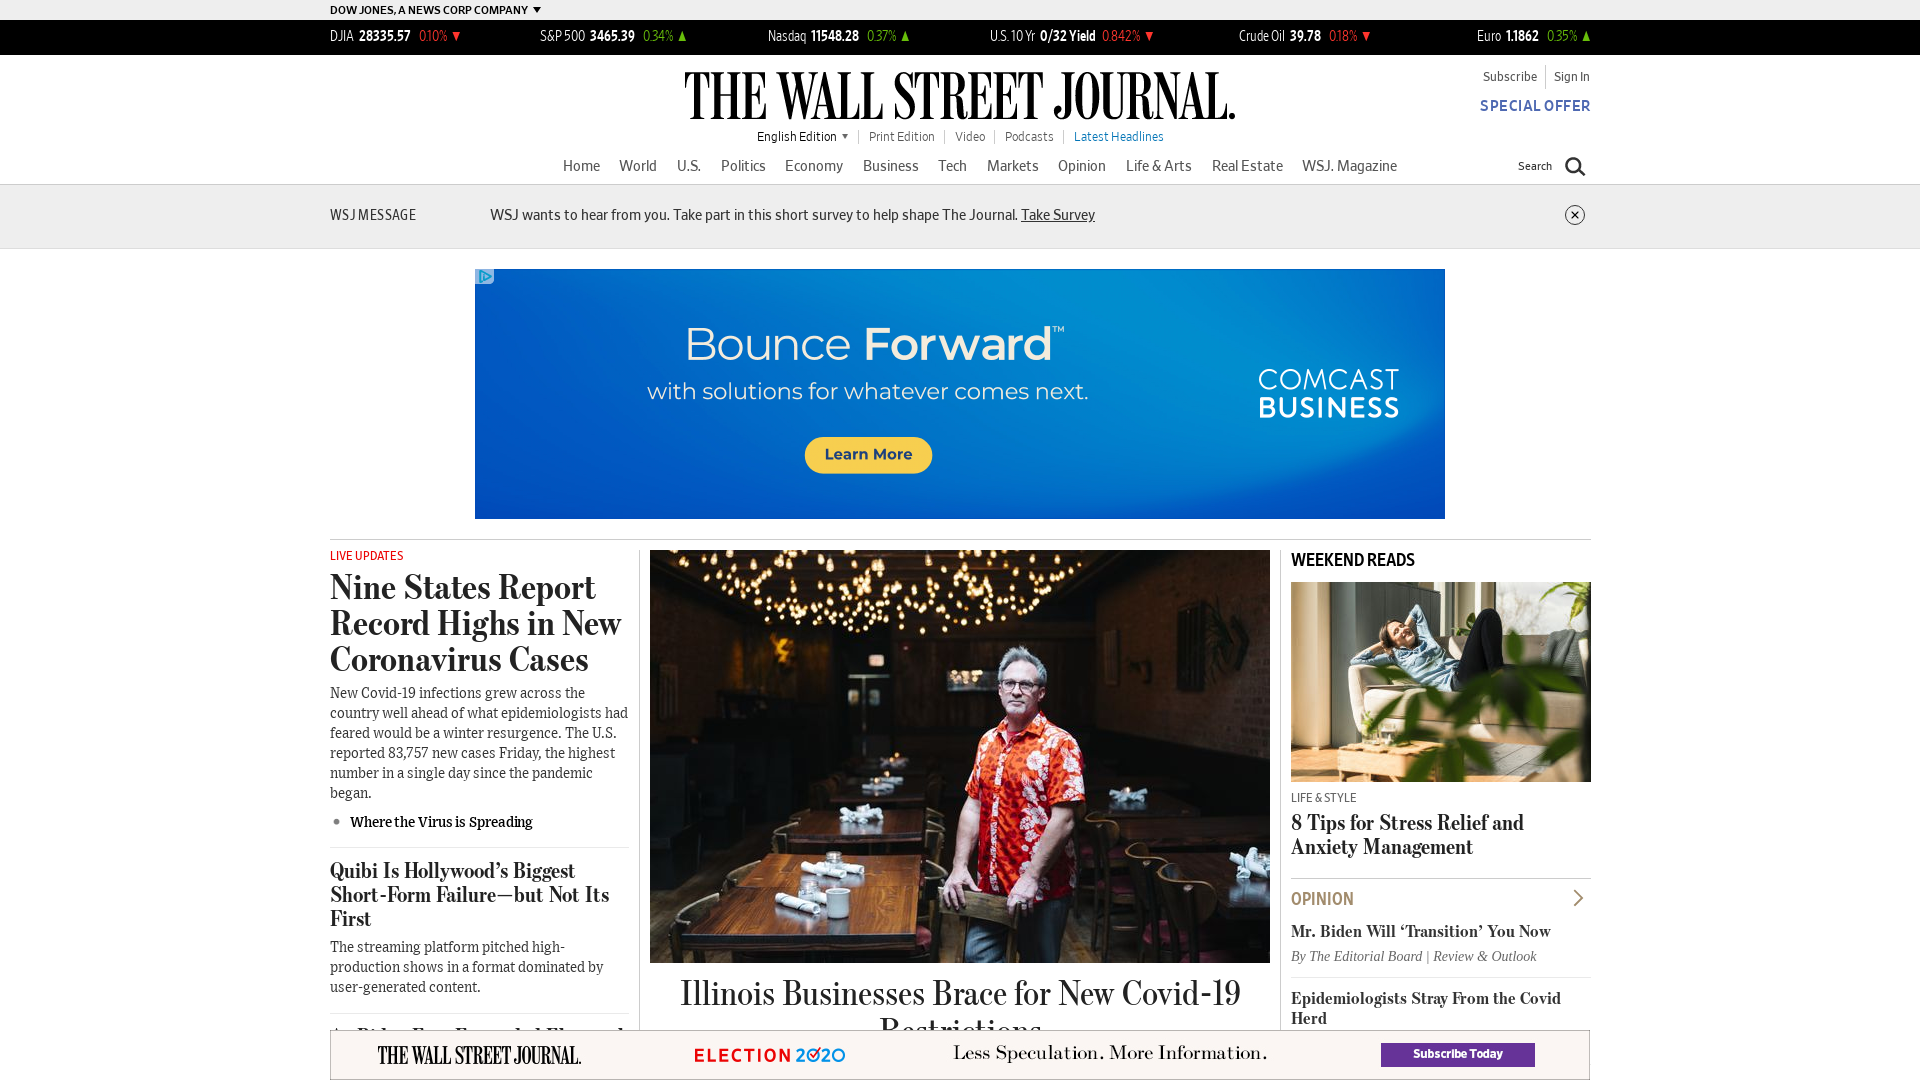 DOW JONES, A NEWS CORP COMPANY
DJIA 28335.57 0.10% S&P 500 3465.39 0.34% Nasdaq 11548.28 0.37% U.S. 10 Yr 0/32 Yield 0.842% Crude Oil 39.78 0.18% Euro 1.1862 0.35%
THE WALL STREET JOURNAL.
Subscribe Sign In
SPECIAL OFFER
English Edition Print Edition Video Podcasts Latest Headlines
Home World U.S. Politics Economy Business Tech Markets Opinion Life & Arts Real Estate WSJ. Magazine Search
WSJ MESSAGE WSJ wants to hear from you. Take part in this short survey to help shape The Journal. Take Survey
Bounce Forward™
with solutions for whatever comes next.
Learn More
COMCAST
BUSINESS
LIVE UPDATES
Nine States Report
Record Highs in New
Coronavirus Cases
New Covid-19 infections grew across the
country well ahead of what epidemiologists had
feared would be a winter resurgence. The U.S.
reported 83,757 new cases Friday, the highest
number in a single day since the pandemic
began.
Where the Virus is Spreading
Quibi Is Hollywood’s Biggest
Short-Form Failure—but Not Its
First
The streaming platform pitched high-
production shows in a format dominated by
user-generated content.
Illinois Businesses Brace for New Covid-19
Restrictions
WEEKEND READS
LIFE & STYLE
8 Tips for Stress Relief and
Anxiety Management
OPINION
Mr. Biden Will ‘Transition’ You Now
By The Editorial Board | Review & Outlook
Epidemiologists Stray From the Covid
Herd
THE WALL STREET JOURNAL. ELECTION 2020 Less Speculation. More Information. Subscribe Today